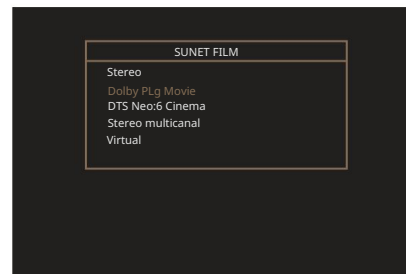 SUNET FILM
Stereo
Dolby PLg Movie
DTS Neo:6 Cinema
Stereo multicanal
Virtual